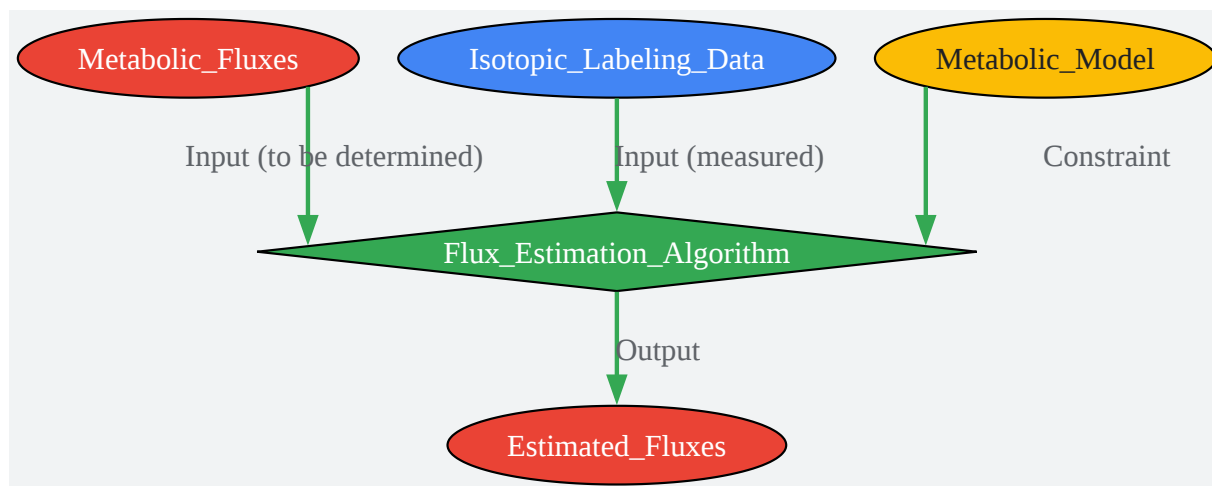 Metabolic_Fluxes
Isotopic_Labeling_Data
Metabolic_Model
Input (to be determined)
Input (measured)
Constraint
Flux_Estimation_Algorithm
Output
Estimated_Fluxes